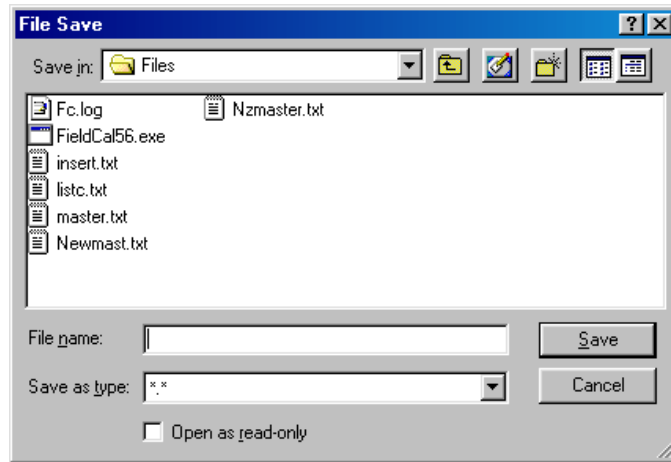 File Save
Save in: Files
Fc.log
FieldCal56.exe
insert.txt
listc.txt
master.txt
Newmast.txt
Nzmaster.txt
File name:
Save
Save as type: *.*
Cancel
Open as read-only